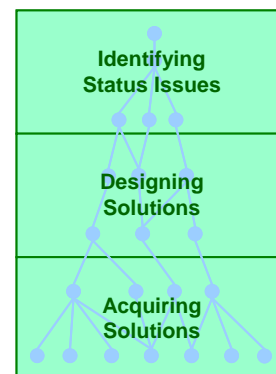 Identifying
Status Issues
Designing
Solutions
Acquiring
Solutions